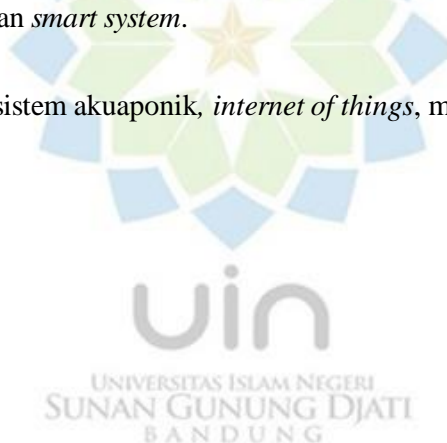 an smart system.
sistem akuaponik, internet of things, m
uin
UNIVERSITAS ISLAM NEGERI
SUNAN GUNUNG DJATI
BANDUNG